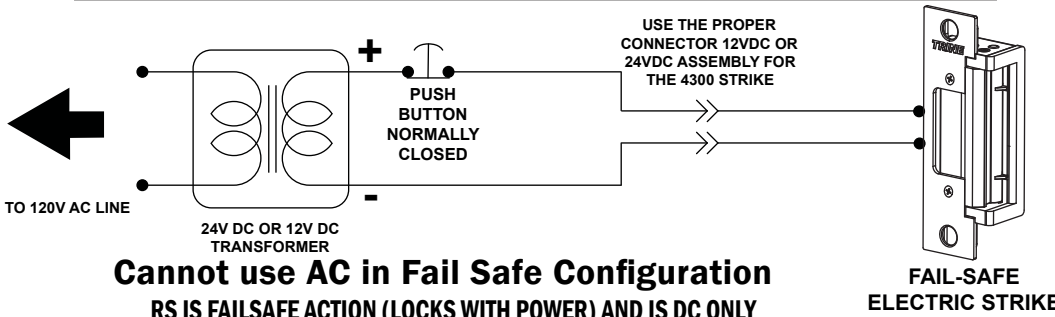 USE THE PROPER
CONNECTOR 12VDC OR
24VDC ASSEMBLY FOR
THE 4300 STRIKE
TRINE
+
PUSH
BUTTON
NORMALLY
CLOSED
-
TO 120V AC LINE
24V DC OR 12V DC
TRANSFORMER
Cannot use AC in Fail Safe Configuration
RS IS FAILSAFE ACTION (LOCKS WITH POWER) AND IS DC ONLY
FAIL-SAFE
ELECTRIC STRIKE